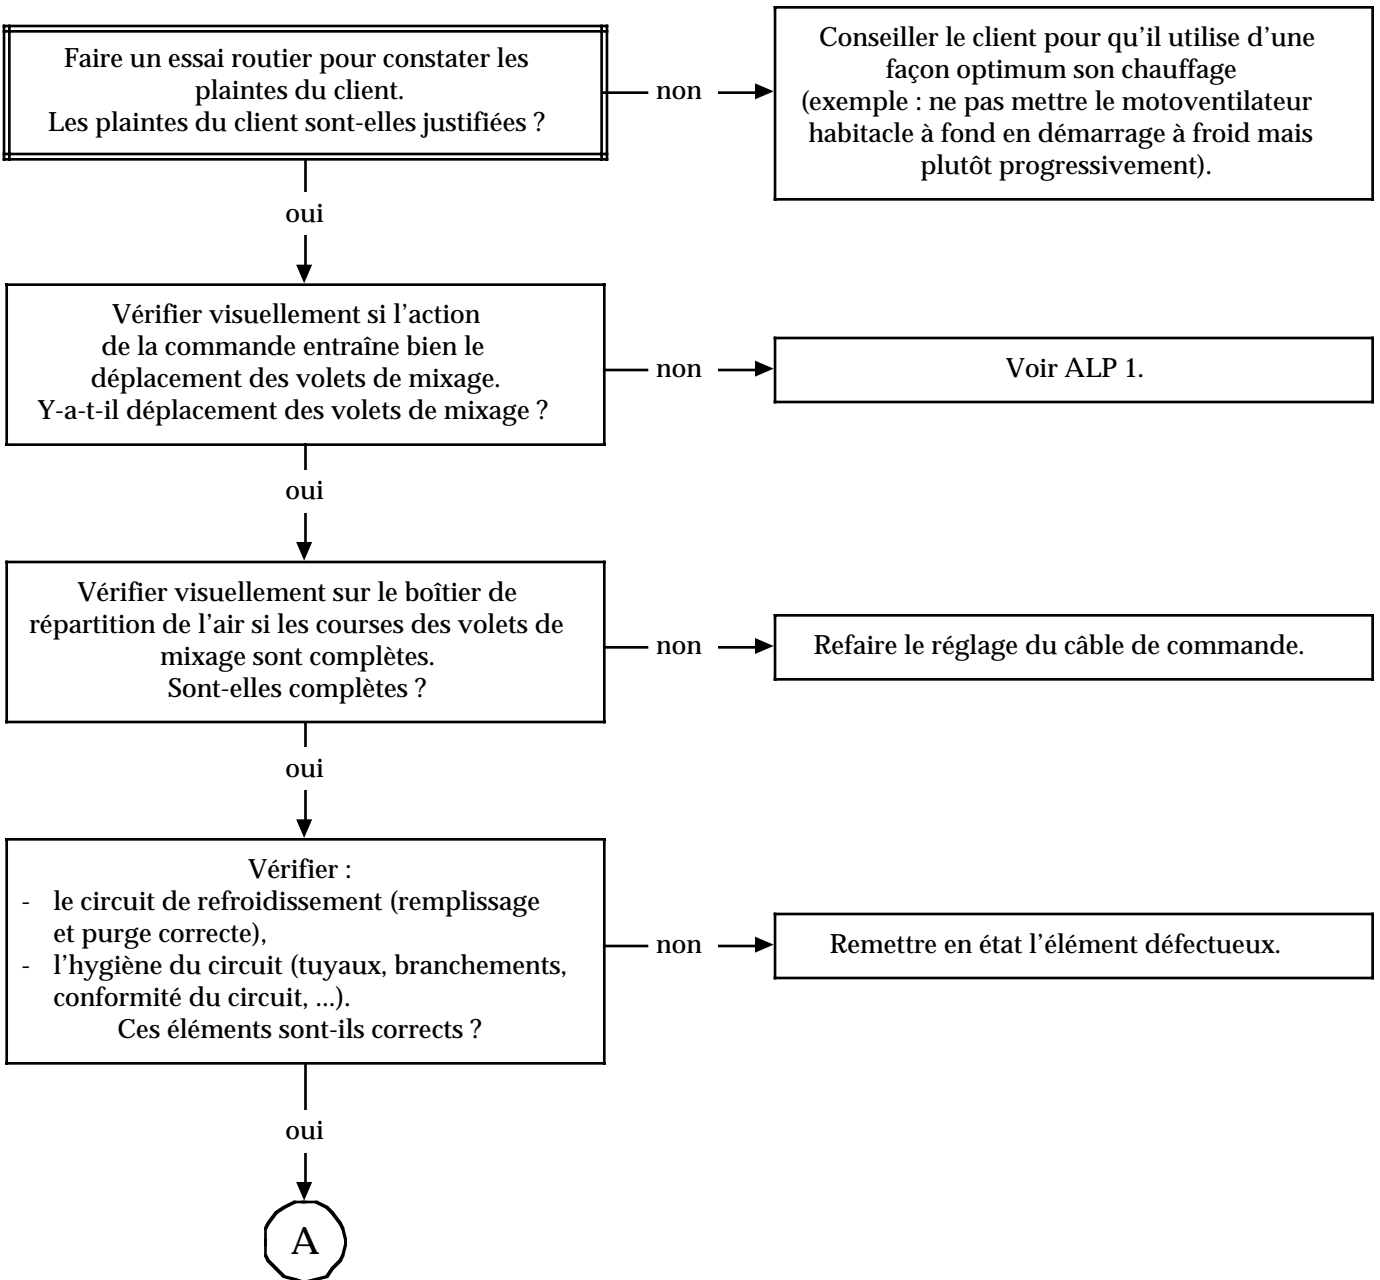 Faire un essai routier pour constater les
plaintes du client.
Les plaintes du client sont-elles justifiées ?
non
Conseiller le client pour qu'il utilise d'une
façon optimum son chauffage
(exemple : ne pas mettre le motoventilateur
habitacle à fond en démarrage à froid mais
plutôt progressivement).
oui
Vérifier visuellement si l'action
de la commande entraîne bien le
déplacement des volets de mixage.
Y-a-t-il déplacement des volets de mixage ?
non
Voir ALP 1.
oui
Vérifier visuellement sur le boîtier de
répartition de l'air si les courses des volets de
mixage sont complètes.
Sont-elles complètes ?
non
Refaire le réglage du câble de commande.
oui
Vérifier :
- le circuit de refroidissement (remplissage
et purge correcte),
- l'hygiène du circuit (tuyaux, branchements,
conformité du circuit, ...).
Ces éléments sont-ils corrects ?
non
Remettre en état l'élément défectueux.
oui
A